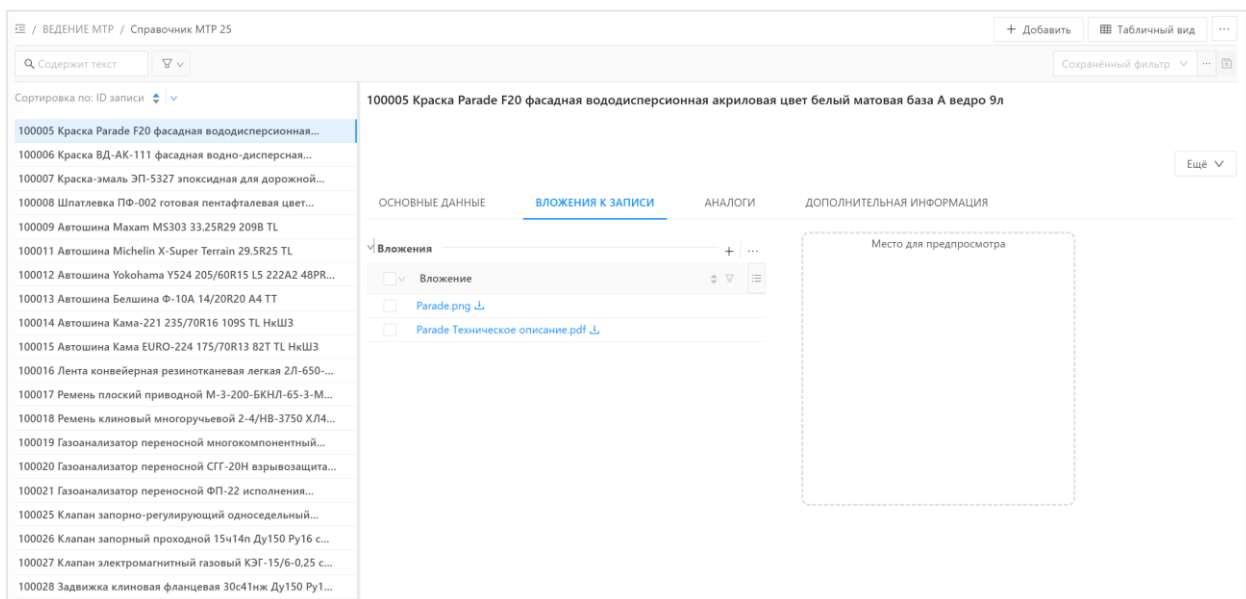 / ВЕДЕНИЕ МТР / Справочник МТР 25
+ Добавить
Табличный вид
...
Содержит текст
Сохранённый фильтр
...
Сортировка по: ID записи
100005 Краска Parade F20 фасадная вододисперсионная...
100006 Краска ВД-АК-111 фасадная водно-дисперсная...
100007 Краска-эмаль ЭП-5327 эпоксидная для дорожной...
100008 Шпатлевка ПФ-002 готовая пентафталевая цвет...
100009 Автошина Maxam MS303 33.25R29 209B TL
100011 Автошина Michelin X-Super Terrain 29.5R25 TL
100012 Автошина Yokohama Y524 205/60R15 L5 222A2 48PR...
100013 Автошина Белшина Ф-10А 14/20R20 A4 TT
100014 Автошина Кама-221 235/70R16 109S TL НкШЗ
100015 Автошина Кама EURO-224 175/70R13 82T TL НкШЗ
100016 Лента конвейерная резинотканевая легкая 2Л-650-...
100017 Ремень плоский приводной М-3-200-БКНЛ-65-3-М...
100018 Ремень клиновый многоручьевой 2-4/НВ-3750 ХЛ4...
100019 Газоанализатор переносной многокомпонентный...
100020 Газоанализатор переносной СГГ-20Н взрывозащита...
100021 Газоанализатор переносной ФП-22 исполнения...
100025 Клапан запорно-регулирующий односедельный...
100026 Клапан запорный проходной 15ч14п Ду150 Ру16 с...
100027 Клапан электромагнитный газовый КЭГ-15/6-0,25 с...
100028 Задвижка клиновая фланцевая 30с41нж Ду150 Ру1...
100005 Краска Parade F20 фасадная вододисперсионная акриловая цвет белый матовая база А ведро 9л
Ещё
ОСНОВНЫЕ ДАННЫЕ
ВЛОЖЕНИЯ К ЗАПИСИ
АНАЛОГИ
ДОПОЛНИТЕЛЬНАЯ ИНФОРМАЦИЯ
Вложения
+ ...
Вложение
Parade.png
Parade Техническое описание.pdf
Место для предпросмотра